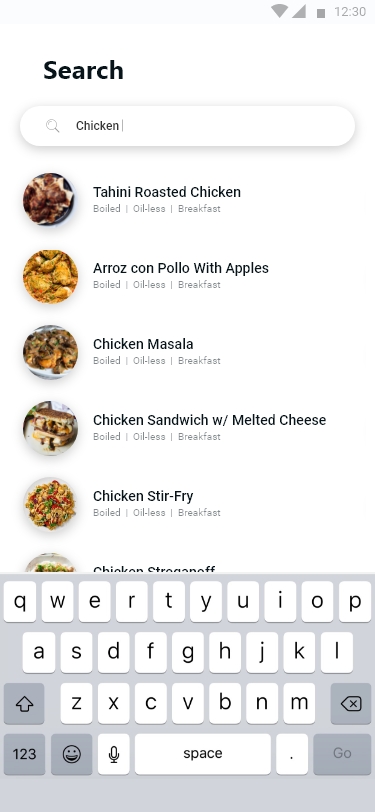 12:30
Search
Chicken
Tahini Roasted Chicken
Boiled | Oil-less | Breakfast
Arroz con Pollo With Apples
Boiled | Oil-less | Breakfast
Chicken Masala
Boiled | Oil-less | Breakfast
Chicken Sandwich w/ Melted Cheese
Boiled | Oil-less | Breakfast
Chicken Stir-Fry
Boiled | Oil-less | Breakfast
Chicken Stroganoff
q w e r t y u i o p
a s d f g h j k l
z x c v b n m
123 space . Go